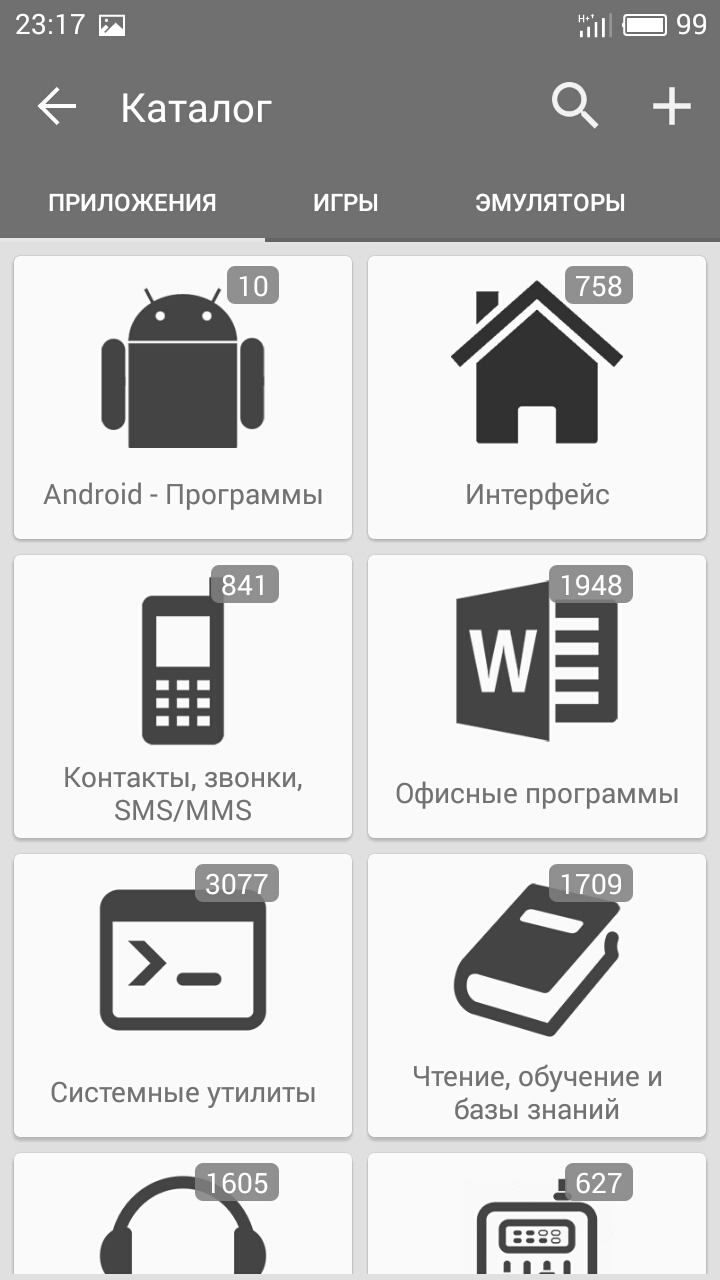 23:17
H+
99
Каталог
ПРИЛОЖЕНИЯ ИГРЫ ЭМУЛЯТОРЫ
10
Android - Программы
758
Интерфейс
841
Контакты, звонки,
SMS/MMS
1948
W
Офисные программы
3077
Системные утилиты
1709
Чтение, обучение и
базы знаний
1605
627